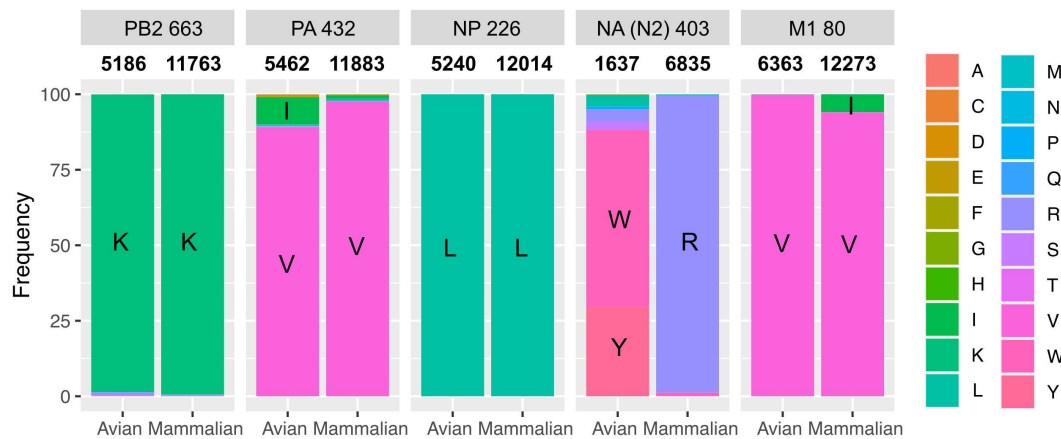 PB2 663 PA 432 NP 226 NA (N2) 403 M1 80
5186 11763 5462 11883 5240 12014 1637 6835 6363 12273
Frequency
100
75
50
25
0
K K
I
V V
L L
W
Y
R
V
I
V
Avian Mammalian Avian Mammalian Avian Mammalian Avian Mammalian Avian Mammalian
A M
C N
D P
E Q
F R
G S
H T
I V
K W
L Y